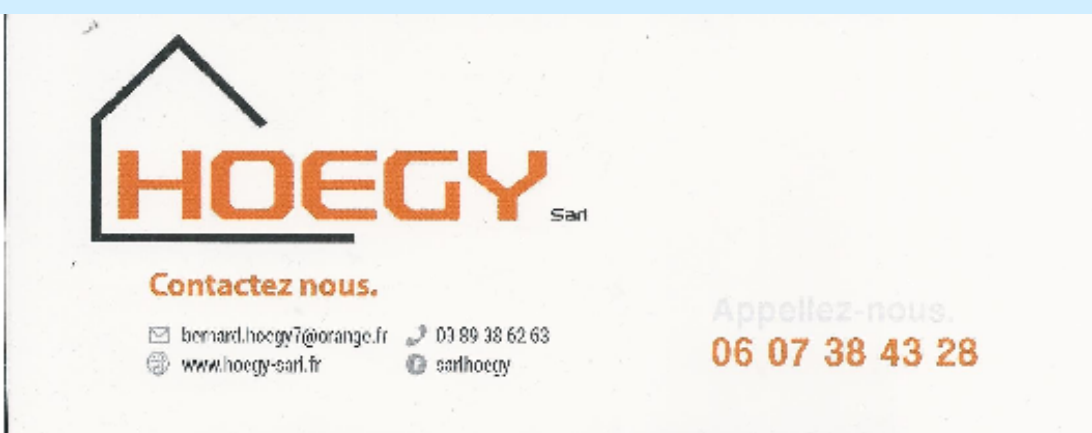 HOEGY
Sarl
Contactez nous.
bernard.hoegy7@orange.fr
03 89 38 62 63
www.hoegy-sarl.fr
sarlhoegy
Appellez-nous.
06 07 38 43 28